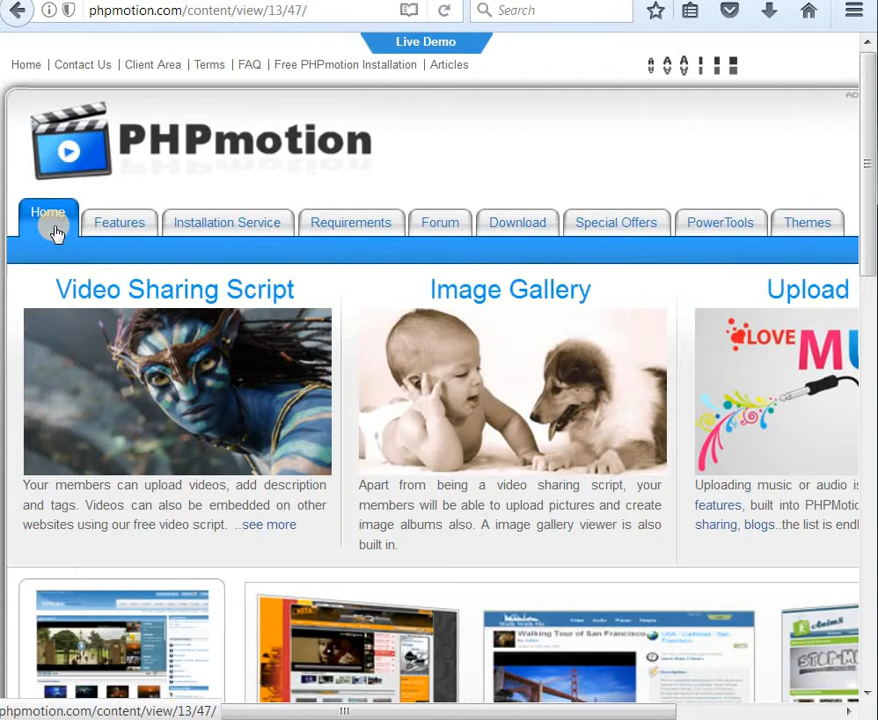 phpmotion.com/content/view/13/47/
Search
Live Demo
Home | Contact Us | Client Area | Terms | FAQ | Free PHPmotion Installation | Articles
PHPmotion
Home Features Installation Service Requirements Forum Download Special Offers PowerTools Themes
Video Sharing Script
Your members can upload videos, add description
and tags. Videos can also be embedded on other
websites using our free video script. ..see more
Image Gallery
Apart from being a video sharing script, your
members will be able to upload pictures and create
image albums also. A image gallery viewer is also
built in.
Upload
LOVE MU
Uploading music or audio is
features, built into PHPMotio
sharing, blogs..the list is endl
Walking Tour of San Francisco
phpmotion.com/content/view/13/47/